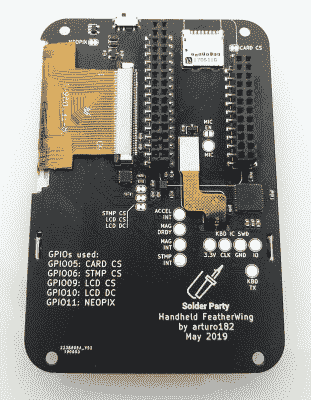 NEOPIX
CARD CS
MIC
EN
MIC
STMP CS
LCD CS
LCD DC
ACCEL
INT
MAG
DRDY
MAG
INT
STMP
INT
KBD IC SWD
3.3V CLK GND IO
KBD
TX
GPIOs used:
GPIO05: CARD CS
GPIO06: STMP CS
GPIO09: LCD CS
GPIO10: LCD DC
GPIO11: NEOPIX
Solder Party
Handheld FeatherWing
by arturo182
May 2019